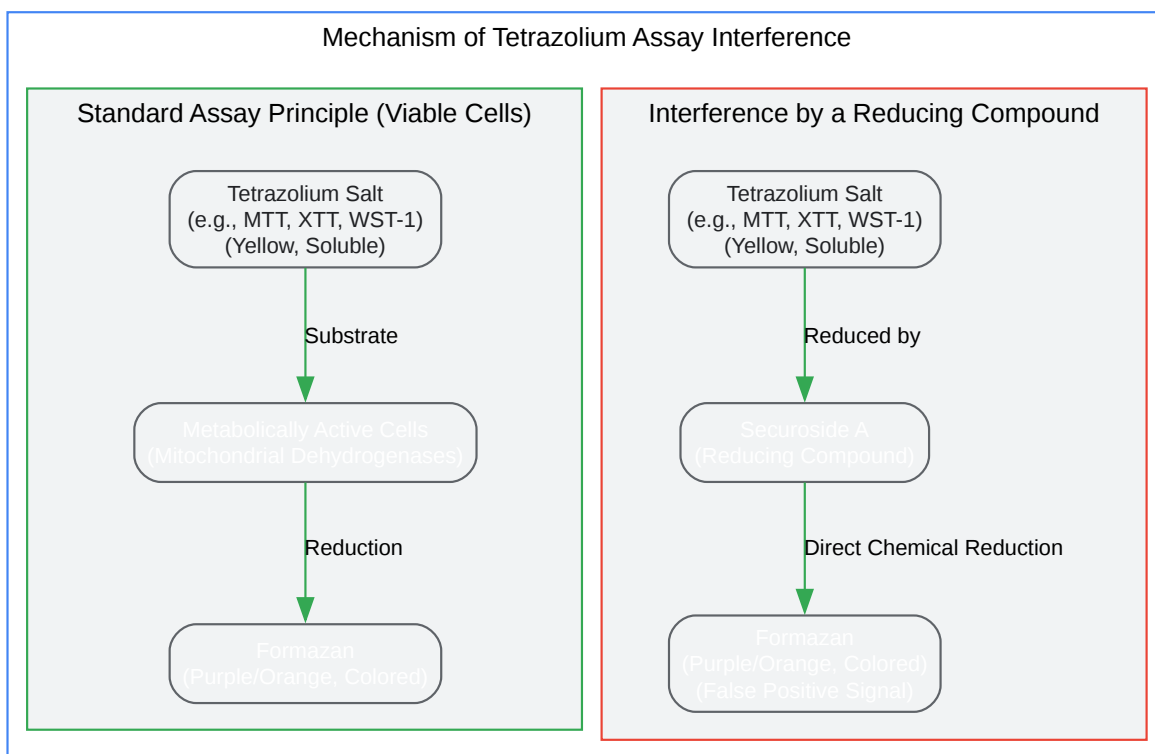 Mechanism of Tetrazolium Assay Interference
Standard Assay Principle (Viable Cells)
Tetrazolium Salt
(e.g., MTT, XTT, WST-1)
(Yellow, Soluble)
Substrate
Metabolically Active Cells
(Mitochondrial Dehydrogenases)
Reduction
Formazan
(Purple/Orange, Colored)
Interference by a Reducing Compound
Tetrazolium Salt
(e.g., MTT, XTT, WST-1)
(Yellow, Soluble)
Reduced by
Securoside A
(Reducing Compound)
Direct Chemical Reduction
Formazan
(Purple/Orange, Colored)
(False Positive Signal)